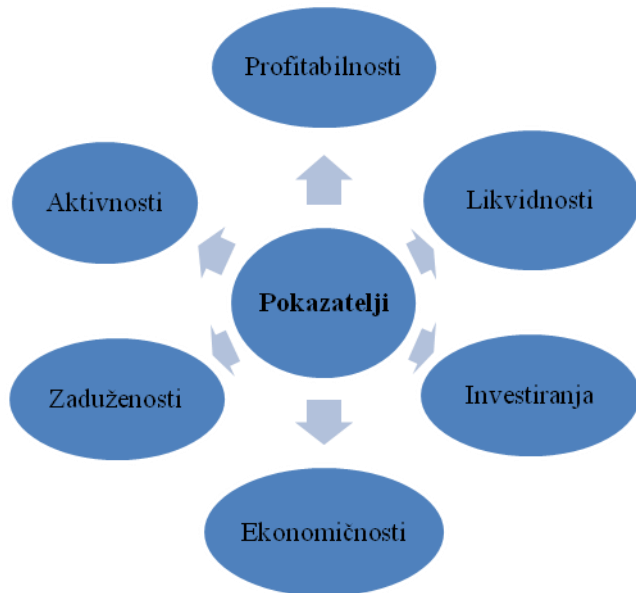 Profitabilnosti
Aktivnosti
Likvidnosti
Pokazatelji
Zaduženosti
Investiranja
Ekonomičnosti